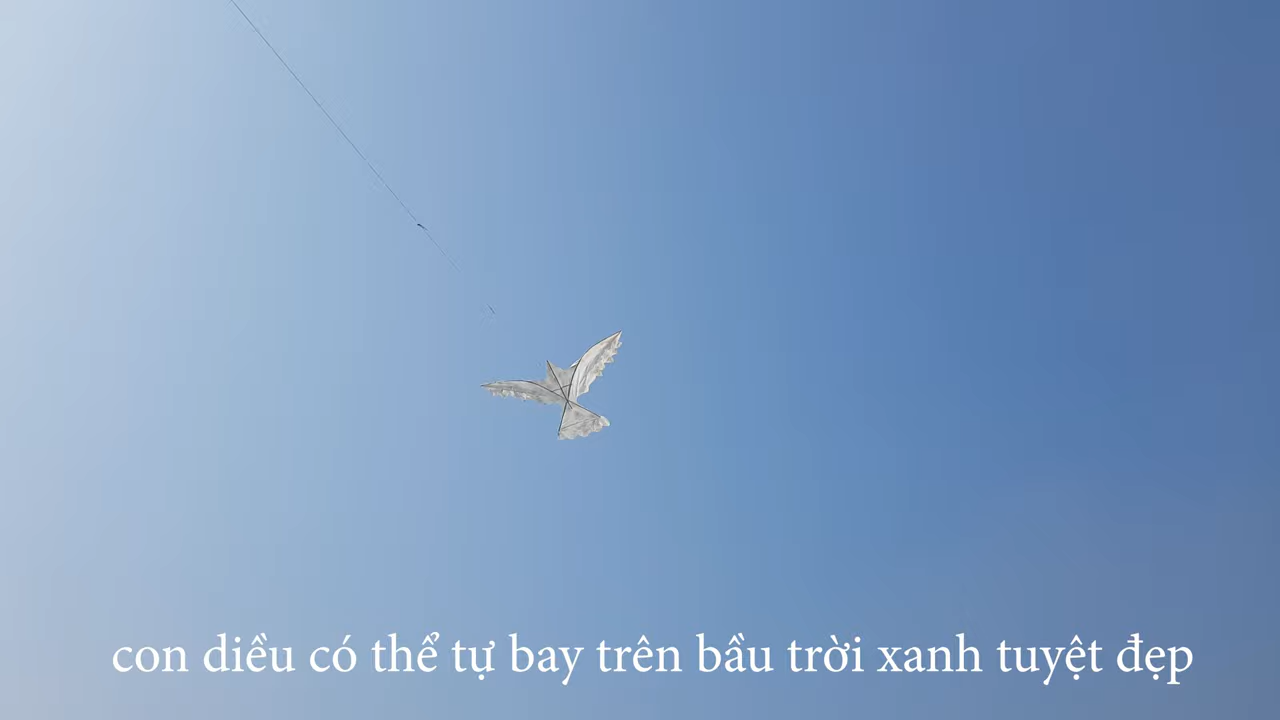 con diều có thể tự bay trên bầu trời xanh tuyệt đẹp